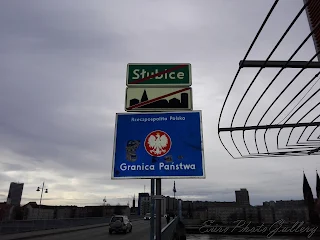 Słubice
Rzeczpospolita Polska
Granica Państwa
Euro Photo Gallery